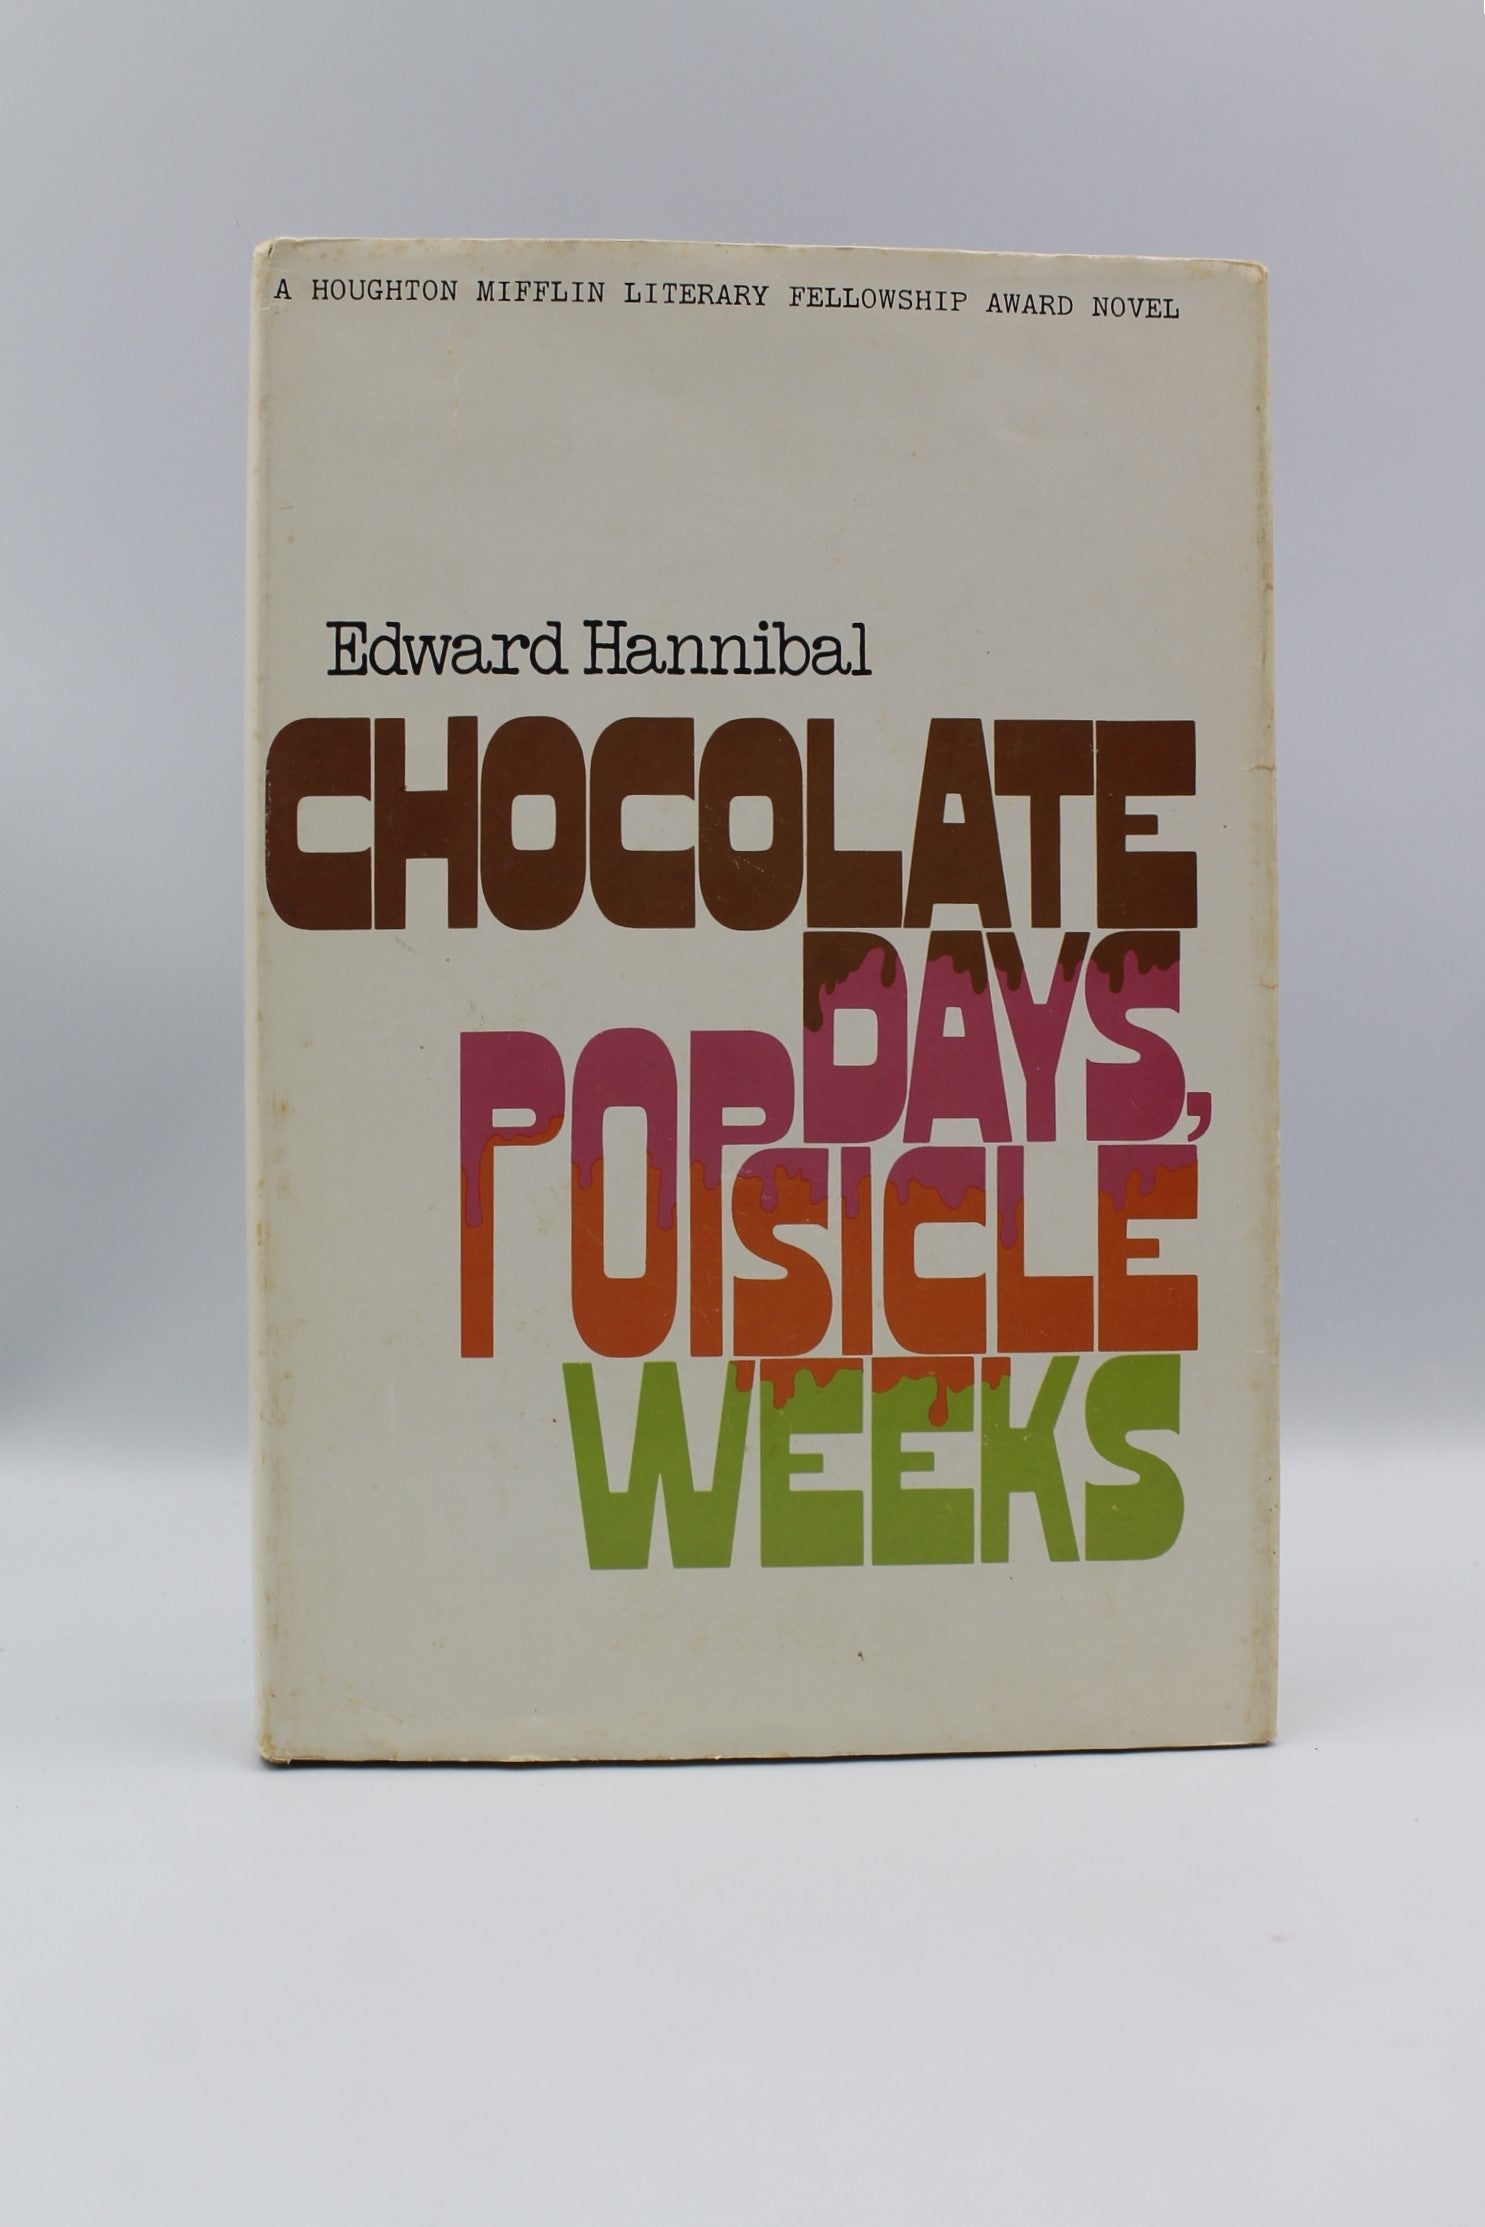 A HOUGHTON MIFFLIN LITERARY FELLOWSHIP AWARD NOVEL
Edward Hannibal
CHOCOLATE
DAYS,
POPSICLE
WEEKS